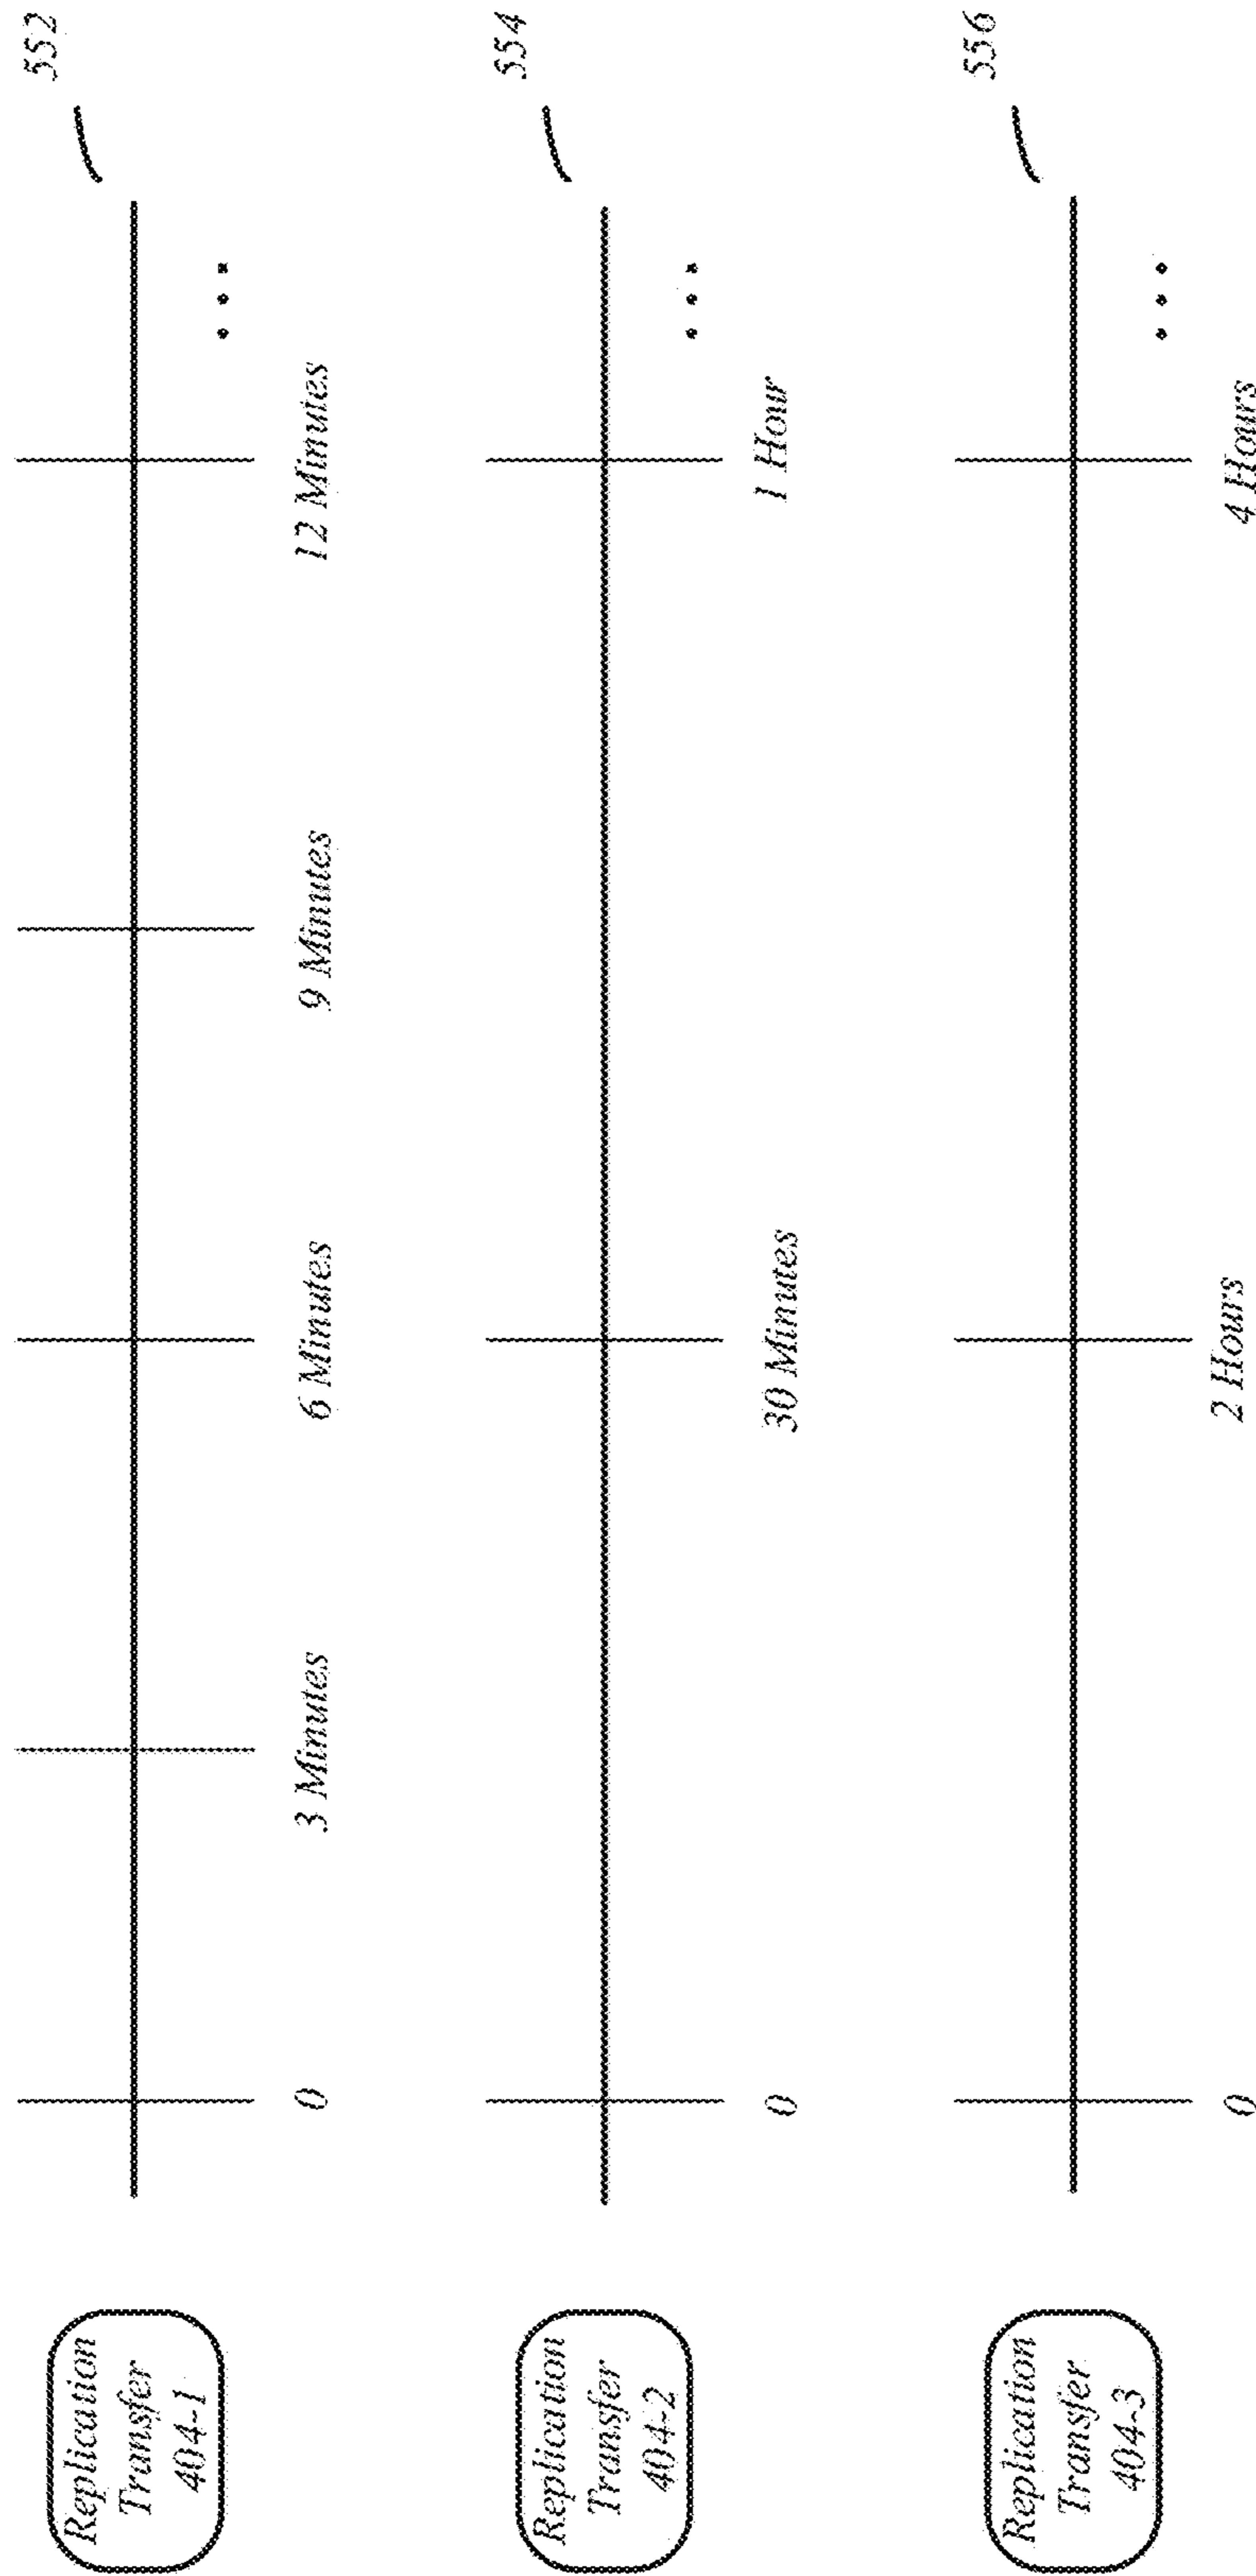 Replication
Transfer
404-1
0
3 Minutes
6 Minutes
9 Minutes
12 Minutes
...
552
Replication
Transfer
404-2
0
30 Minutes
1 Hour
...
554
Replication
Transfer
404-3
0
2 Hours
4 Hours
...
556